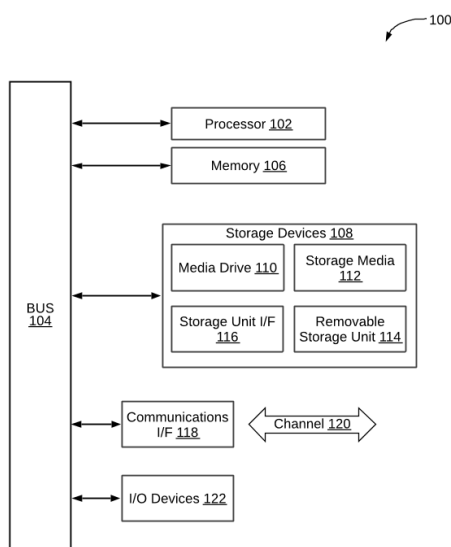 100
Processor 102
Memory 106
Storage Devices 108
Media Drive 110
Storage Media
112
Storage Unit I/F
116
Removable
Storage Unit 114
BUS
104
Communications
I/F 118
Channel 120
I/O Devices 122